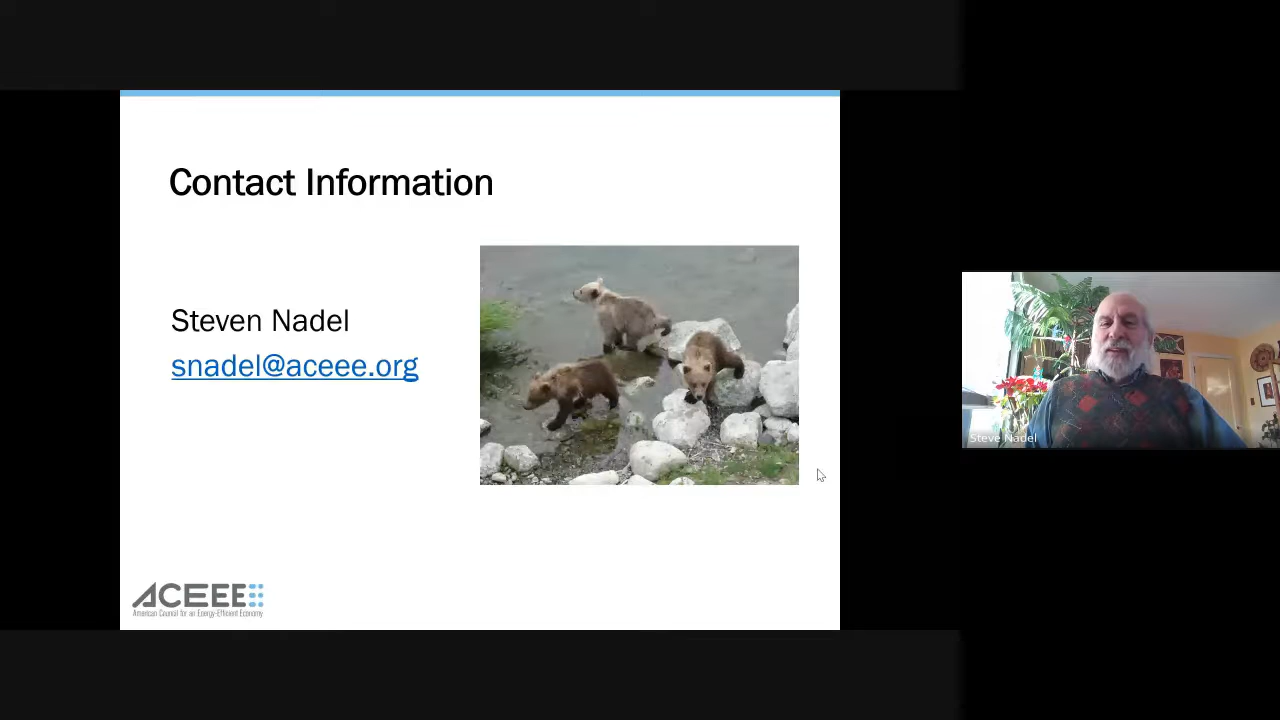 Contact Information
Steven Nadel
snadel@aceee.org
ACEEE
American Council for an Energy-Efficient Economy
Steve Nadel